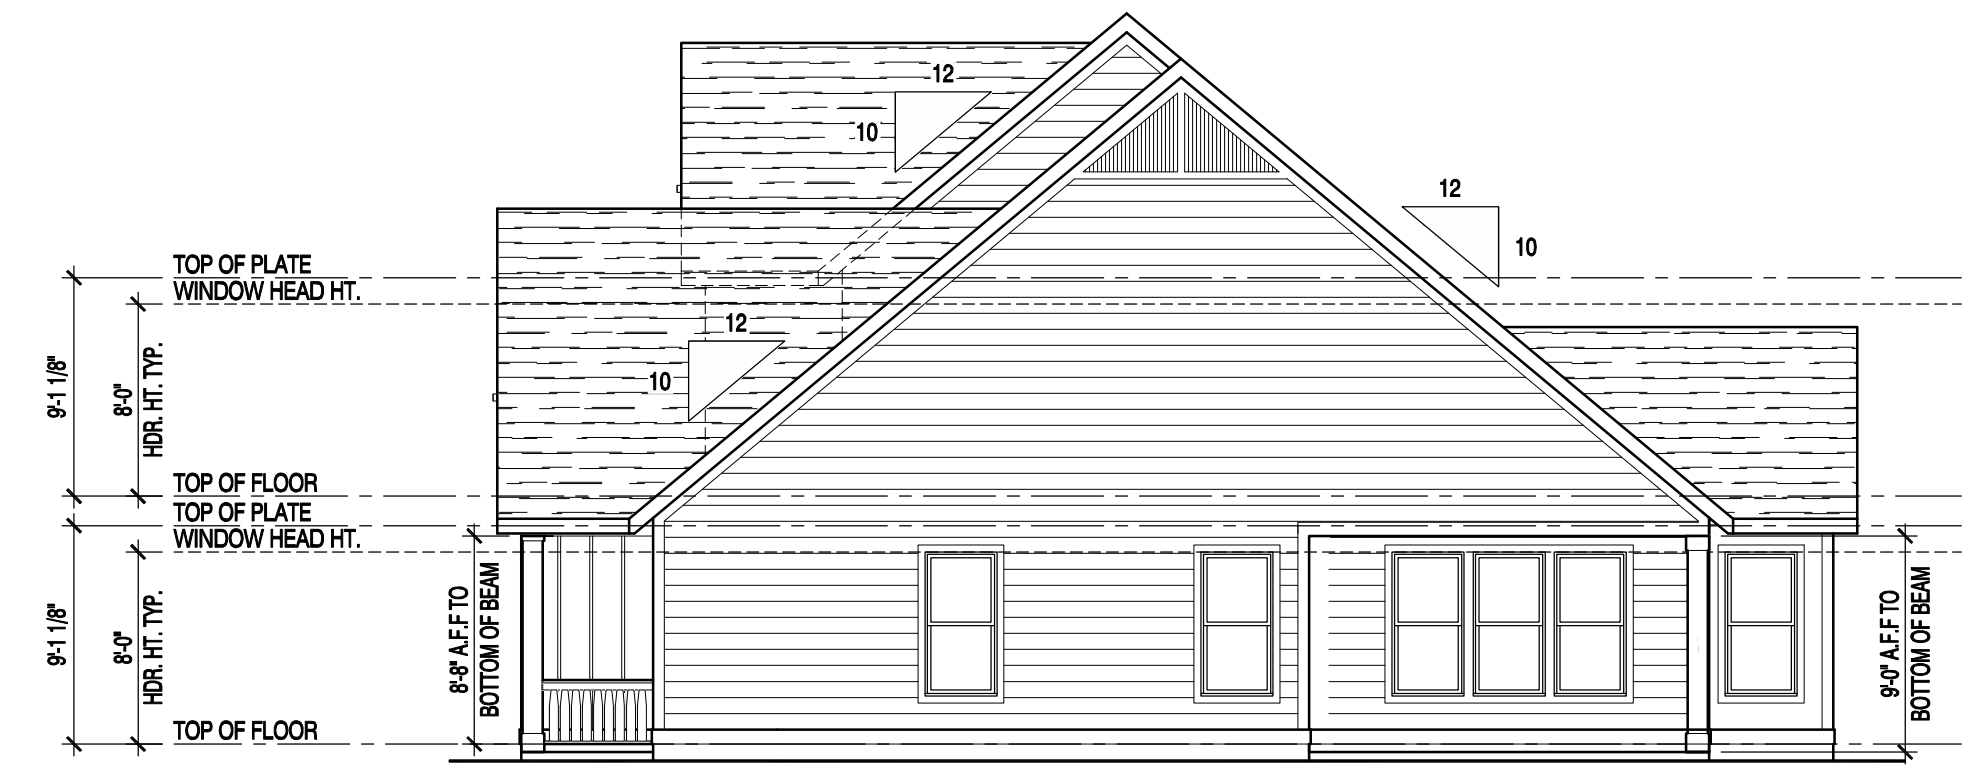 12
10
12
10
TOP OF PLATE
WINDOW HEAD HT.
12
10
9'-1 1/8"
8'-0"
HDR. HT. TYP.
TOP OF FLOOR
TOP OF PLATE
WINDOW HEAD HT.
9'-1 1/8"
8'-0"
HDR. HT. TYP.
8'-8" A.F.F TO
BOTTOM OF BEAM
9'-0" A.F.F TO
BOTTOM OF BEAM
TOP OF FLOOR